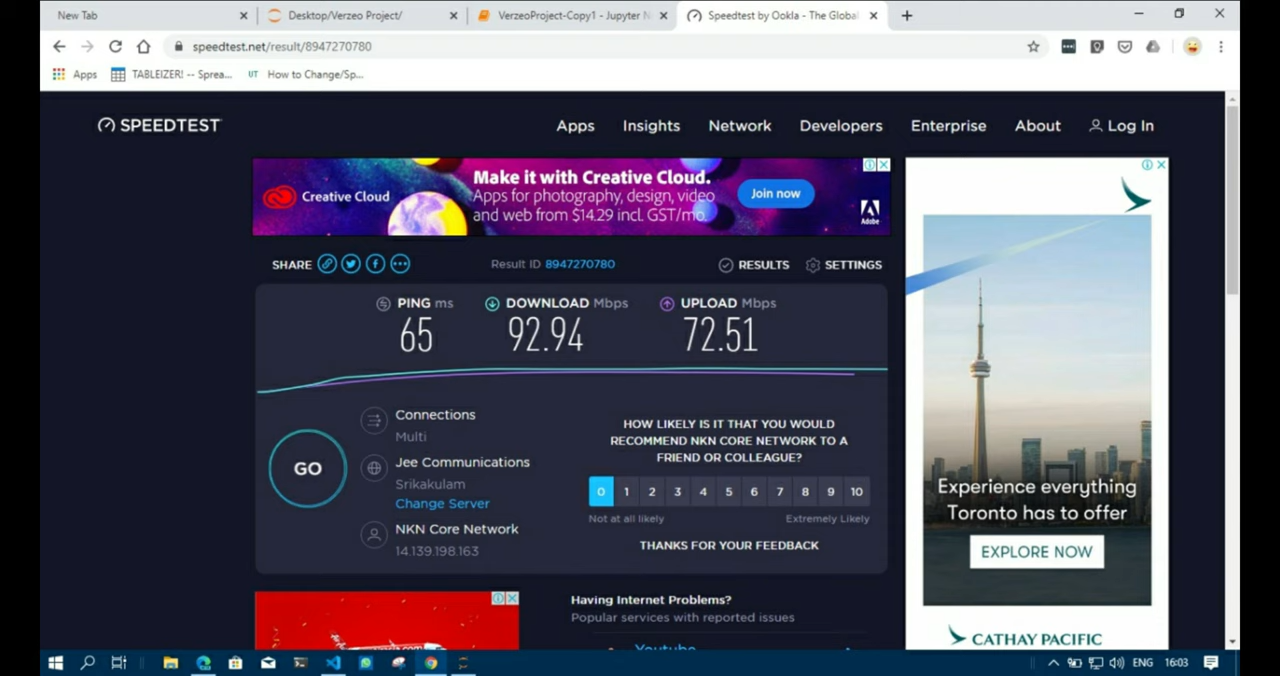 New Tab
Desktop/Verzeo Project/
VerzeoProject-Copy1 - Jupyter N
Speedtest by Ookla - The Global
speedtest.net/result/8947270780
Apps
TABLEIZER! -- Sprea...
UT How to Change/Sp...
SPEEDTEST
Apps
Insights
Network
Developers
Enterprise
About
Log In
Creative Cloud
Make it with Creative Cloud.
Apps for photography, design, video
and web from $14.29 incl. GST/mo.
Join now
Adobe
SHARE
Result ID 8947270780
RESULTS
SETTINGS
PING ms
DOWNLOAD Mbps
UPLOAD Mbps
65
92.94
72.51
GO
Connections
Multi
Jee Communications
Srikakulam
Change Server
NKN Core Network
14.139.198.163
HOW LIKELY IS IT THAT YOU WOULD
RECOMMEND NKN CORE NETWORK TO A
FRIEND OR COLLEAGUE?
0 1 2 3 4 5 6 7 8 9 10
Not at all likely
Extremely Likely
THANKS FOR YOUR FEEDBACK
Having Internet Problems?
Popular services with reported issues
Youtube
Experience everything
Toronto has to offer
EXPLORE NOW
CATHAY PACIFIC
ENG
16:03